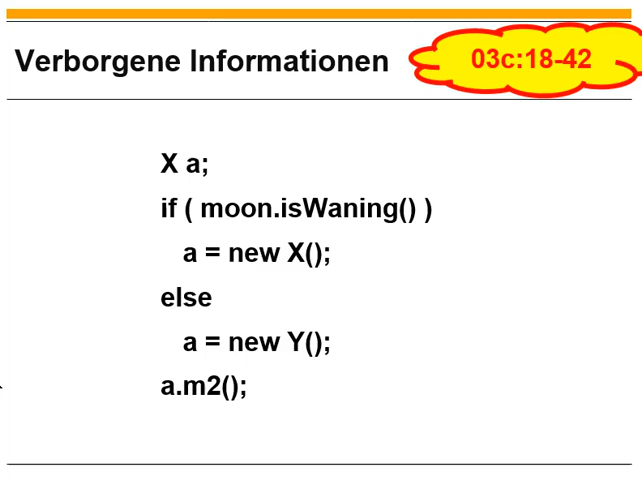 Verborgene Informationen
03c:18-42
X a;
if ( moon.isWaning() )
a = new X();
else
a = new Y();
a.m2();